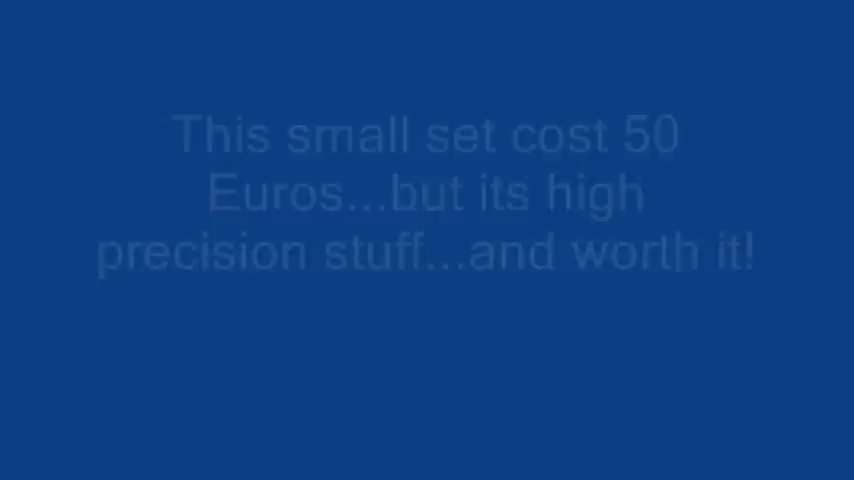 This small set cost 50
Euros...but its high
precision stuff...and worth it!